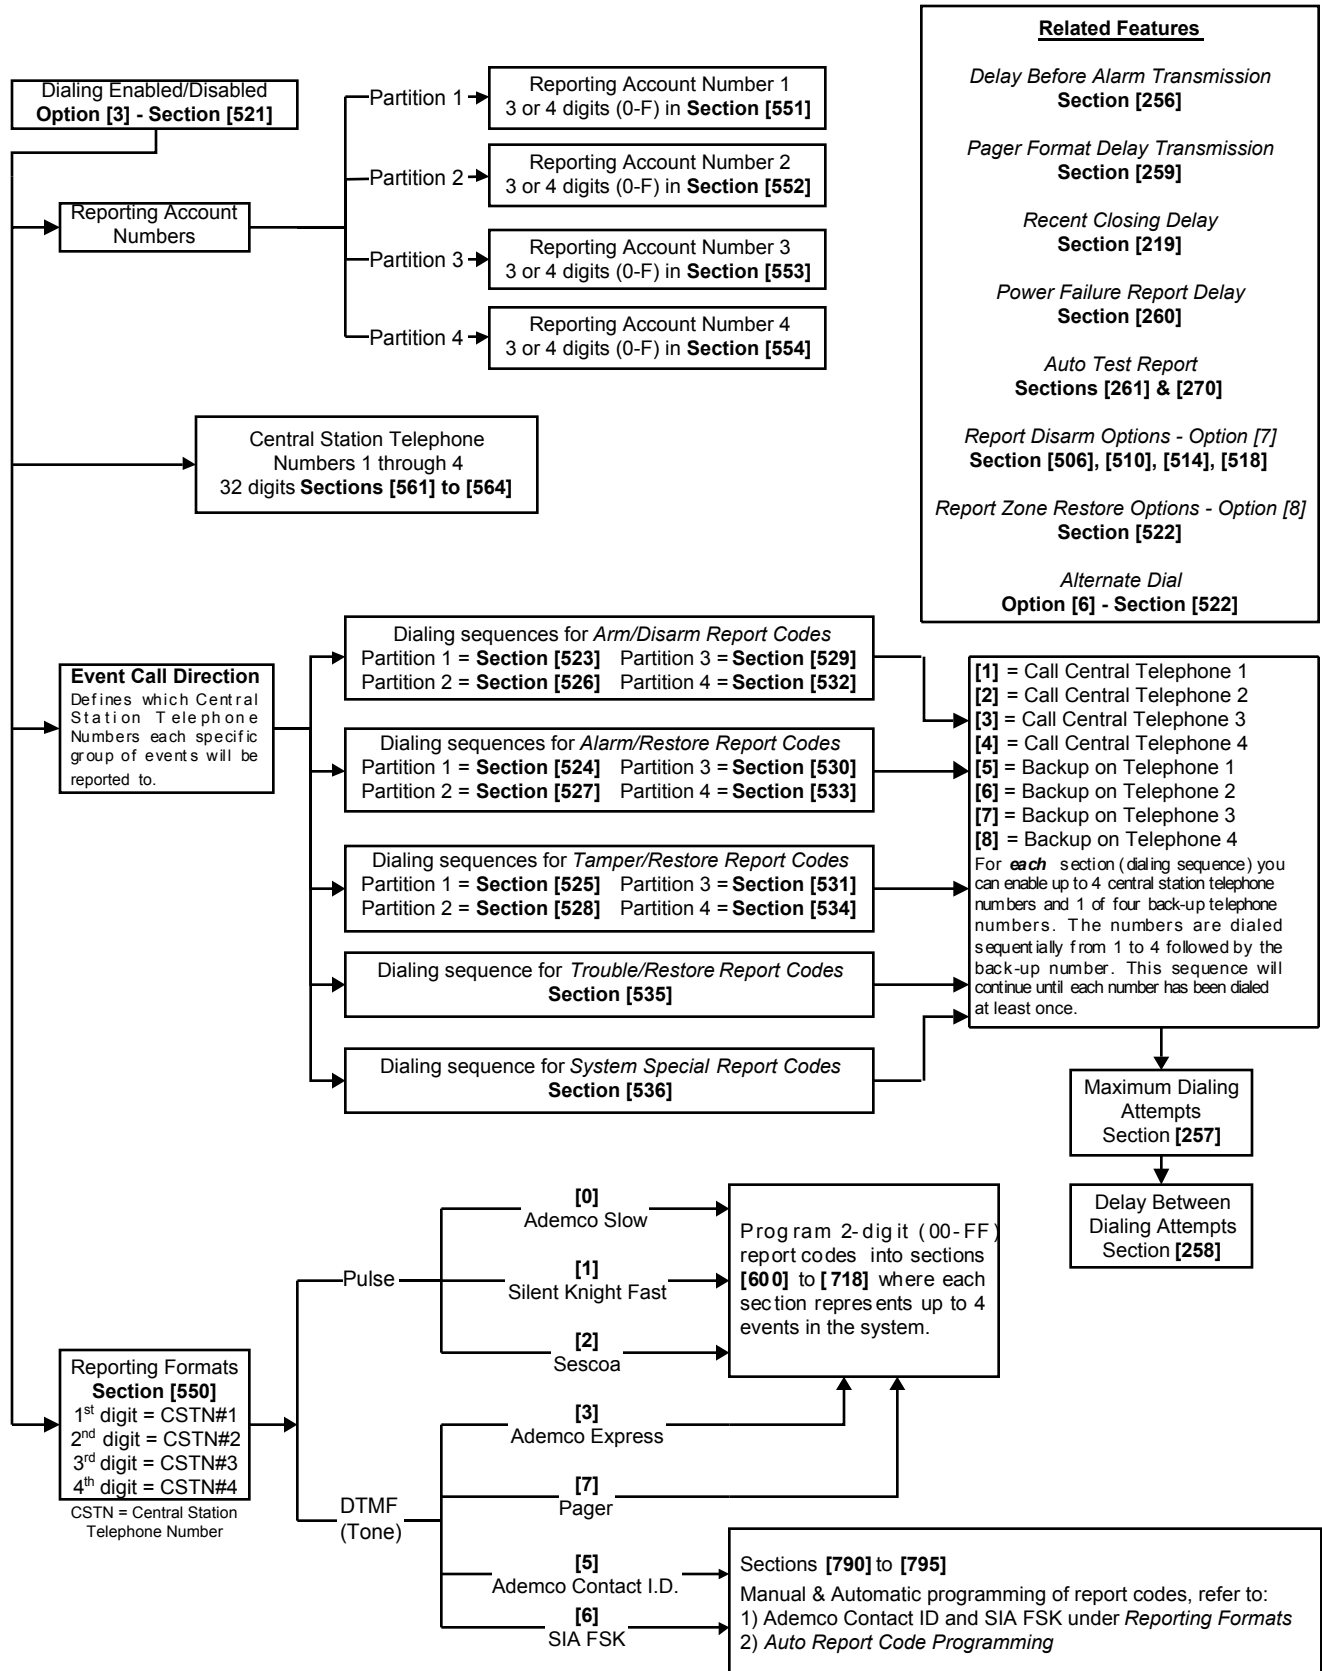 Related Features
Delay Before Alarm Transmission
Section [256]
Pager Format Delay Transmission
Section [259]
Recent Closing Delay
Section [219]
Power Failure Report Delay
Section [260]
Auto Test Report
Sections [261] & [270]
Report Disarm Options - Option [7]
Section [506], [510], [514], [518]
Report Zone Restore Options - Option [8]
Section [522]
Alternate Dial
Option [6] - Section [522]
Dialing Enabled/Disabled
Option [3] - Section [521]
Reporting Account
Numbers
Partition 1
Reporting Account Number 1
3 or 4 digits (0-F) in Section [551]
Partition 2
Reporting Account Number 2
3 or 4 digits (0-F) in Section [552]
Partition 3
Reporting Account Number 3
3 or 4 digits (0-F) in Section [553]
Partition 4
Reporting Account Number 4
3 or 4 digits (0-F) in Section [554]
Central Station Telephone
Numbers 1 through 4
32 digits Sections [561] to [564]
Event Call Direction
Defines which Central
Station Telephone
Numbers each specific
group of events will be
reported to.
Dialing sequences for Arm/Disarm Report Codes
Partition 1 = Section [523] Partition 3 = Section [529]
Partition 2 = Section [526] Partition 4 = Section [532]
Dialing sequences for Alarm/Restore Report Codes
Partition 1 = Section [524] Partition 3 = Section [530]
Partition 2 = Section [527] Partition 4 = Section [533]
Dialing sequences for Tamper/Restore Report Codes
Partition 1 = Section [525] Partition 3 = Section [531]
Partition 2 = Section [528] Partition 4 = Section [534]
Dialing sequence for Trouble/Restore Report Codes
Section [535]
Dialing sequence for System Special Report Codes
Section [536]
[1] = Call Central Telephone 1
[2] = Call Central Telephone 2
[3] = Call Central Telephone 3
[4] = Call Central Telephone 4
[5] = Backup on Telephone 1
[6] = Backup on Telephone 2
[7] = Backup on Telephone 3
[8] = Backup on Telephone 4
For each section (dialing sequence) you
can enable up to 4 central station telephone
numbers and 1 of four back-up telephone
numbers. The numbers are dialed
sequentially from 1 to 4 followed by the
back-up number. This sequence will
continue until each number has been dialed
at least once.
Maximum Dialing
Attempts
Section [257]
Delay Between
Dialing Attempts
Section [258]
Reporting Formats
Section [550]
1st digit = CSTN#1
2nd digit = CSTN#2
3rd digit = CSTN#3
4th digit = CSTN#4
CSTN = Central Station
Telephone Number
Pulse
[0]
Ademco Slow
[1]
Silent Knight Fast
[2]
Sescoa
Program 2-digit (00-FF)
report codes into sections
[600] to [718] where each
section represents up to 4
events in the system.
DTMF
(Tone)
[3]
Ademco Express
[7]
Pager
[5]
Ademco Contact I.D.
[6]
SIA FSK
Sections [790] to [795]
Manual & Automatic programming of report codes, refer to:
1) Ademco Contact ID and SIA FSK under Reporting Formats
2) Auto Report Code Programming